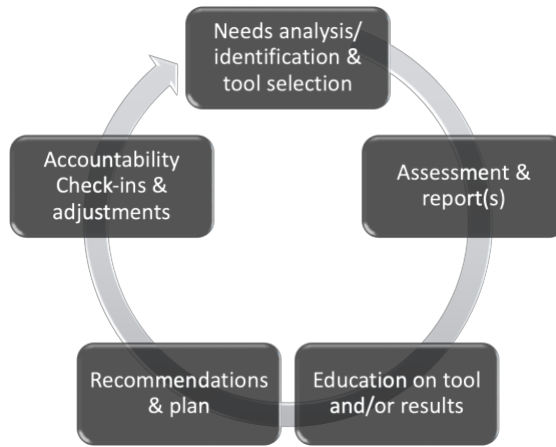 Needs analysis/
identification &
tool selection
Assessment &
report(s)
Education on tool
and/or results
Recommendations
& plan
Accountability
Check-ins &
adjustments